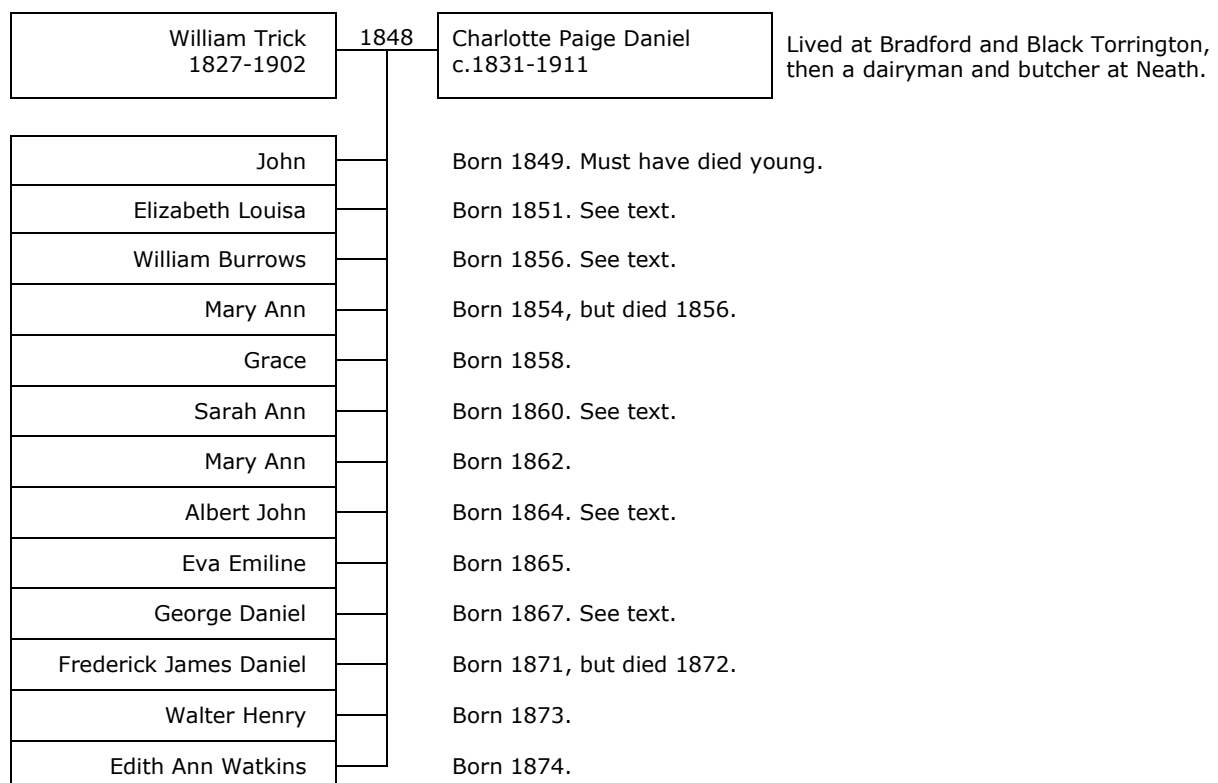 William Trick
1827-1902
1848
Charlotte Paige Daniel
c.1831-1911
Lived at Bradford and Black Torrington,
then a dairyman and butcher at Neath.
John
Born 1849. Must have died young.
Elizabeth Louisa
Born 1851. See text.
William Burrows
Born 1856. See text.
Mary Ann
Born 1854, but died 1856.
Grace
Born 1858.
Sarah Ann
Born 1860. See text.
Mary Ann
Born 1862.
Albert John
Born 1864. See text.
Eva Emiline
Born 1865.
George Daniel
Born 1867. See text.
Frederick James Daniel
Born 1871, but died 1872.
Walter Henry
Born 1873.
Edith Ann Watkins
Born 1874.